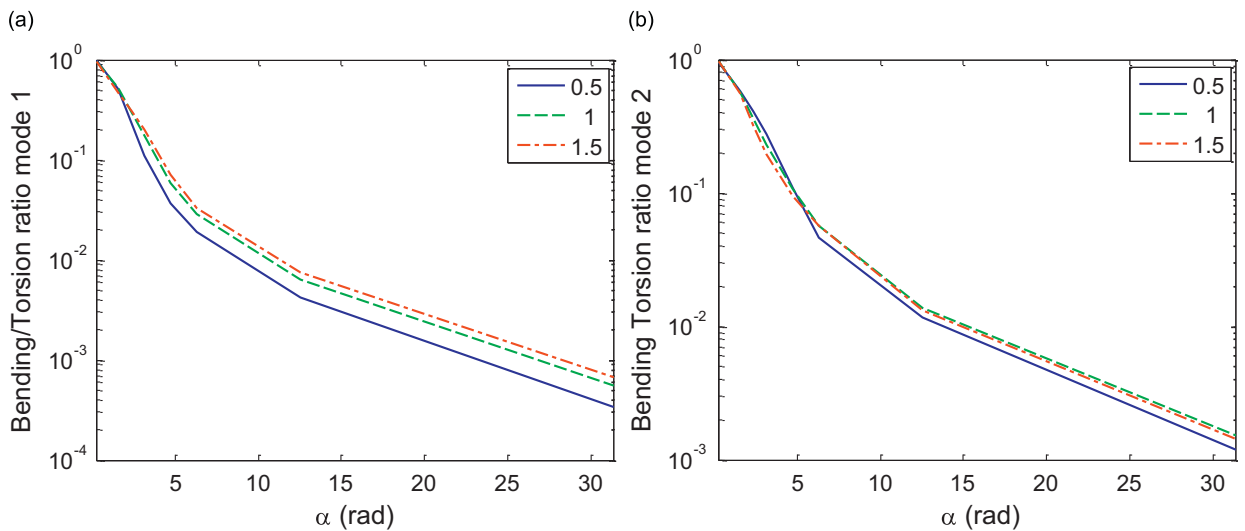 (a)
Bending/Torsion ratio mode 1
10^0
10^-1
10^-2
10^-3
10^-4
0.5
1
1.5
5 10 15 20 25 30
α (rad)
(b)
Bending Torsion ratio mode 2
10^0
10^-1
10^-2
10^-3
0.5
1
1.5
5 10 15 20 25 30
α (rad)